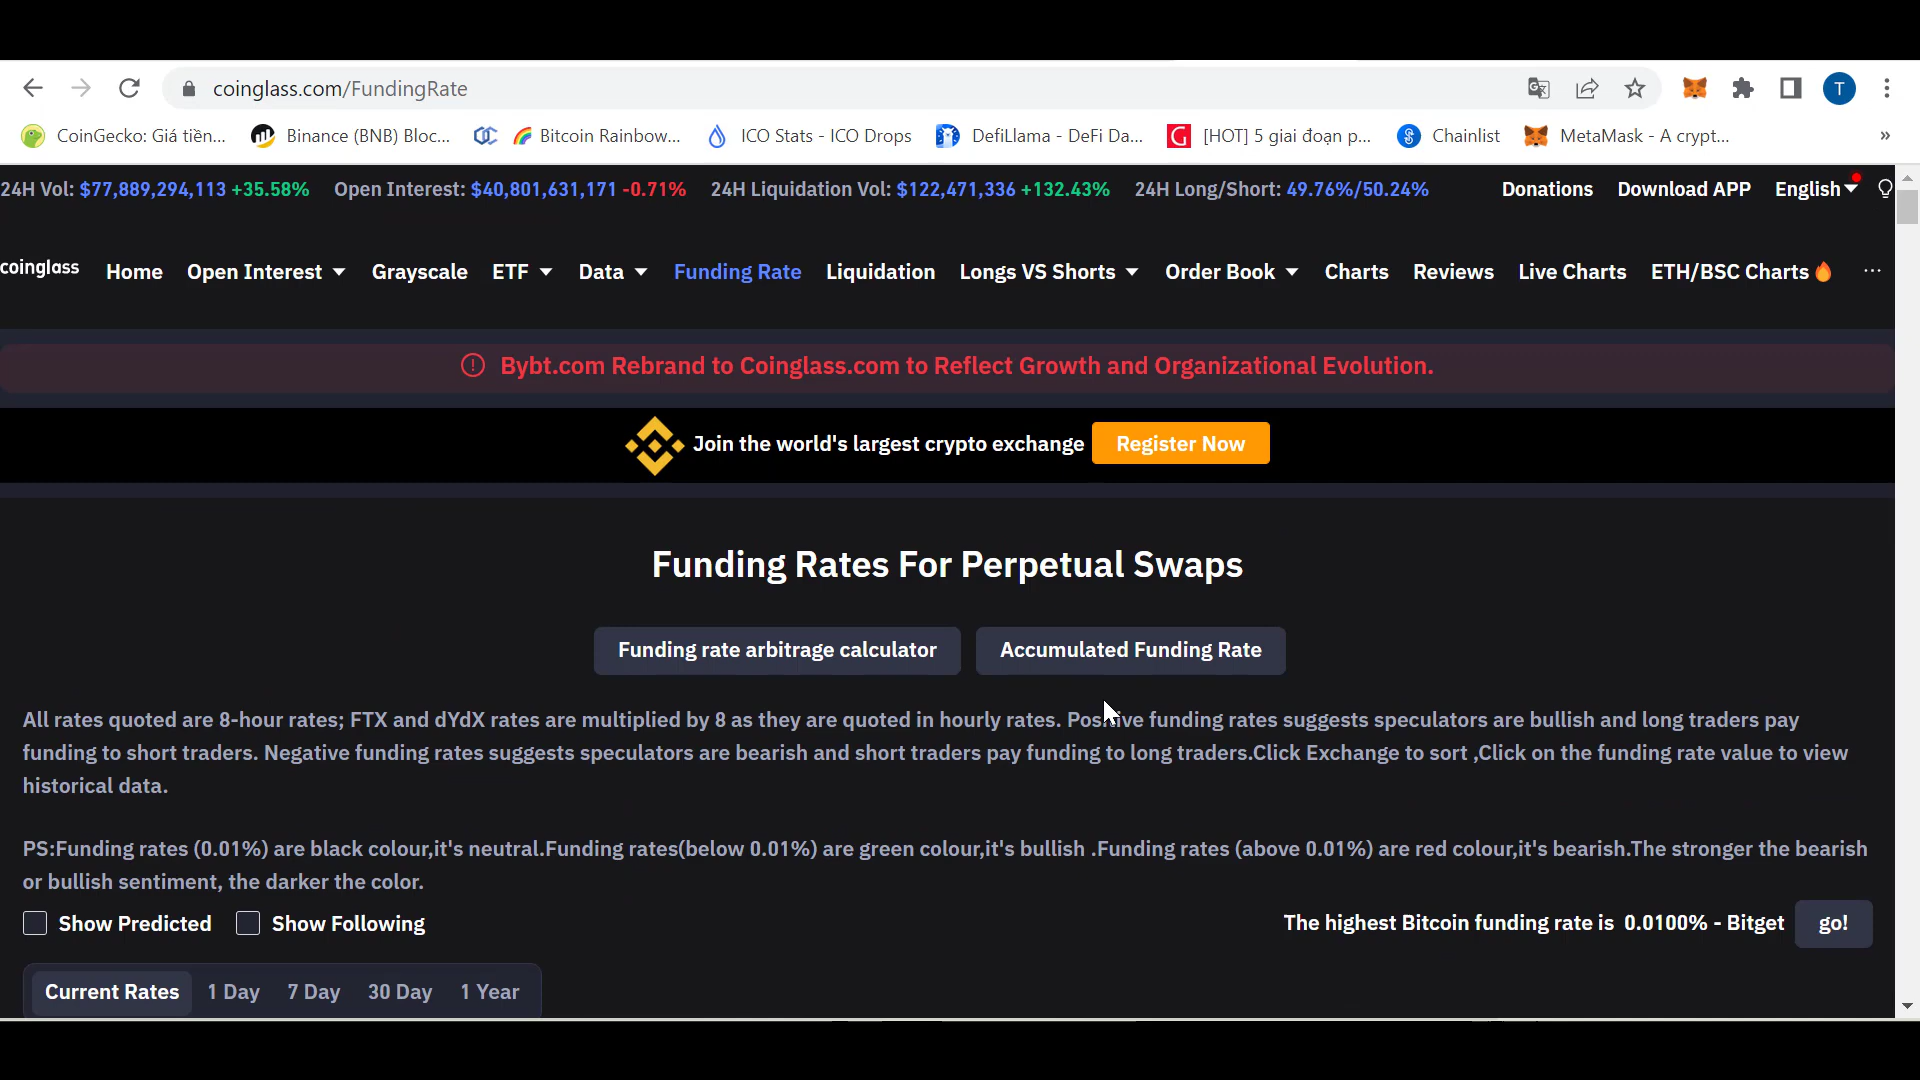 coinglass.com/FundingRate
T
CoinGecko: Giá tiền... Binance (BNB) Bloc... Bitcoin Rainbow... ICO Stats - ICO Drops DefiLlama - DeFi Da... [HOT] 5 giai đoạn p... Chainlist MetaMask - A crypt... »
24H Vol: $77,889,294,113 +35.58% Open Interest: $40,801,631,171 -0.71% 24H Liquidation Vol: $122,471,336 +132.43% 24H Long/Short: 49.76%/50.24% Donations Download APP English
coinglass Home Open Interest Grayscale ETF Data Funding Rate Liquidation Longs VS Shorts Order Book Charts Reviews Live Charts ETH/BSC Charts ...
Bybt.com Rebrand to Coinglass.com to Reflect Growth and Organizational Evolution.
Join the world's largest crypto exchange Register Now
Funding Rates For Perpetual Swaps
Funding rate arbitrage calculator Accumulated Funding Rate
All rates quoted are 8-hour rates; FTX and dYdX rates are multiplied by 8 as they are quoted in hourly rates. Positive funding rates suggests speculators are bullish and long traders pay
funding to short traders. Negative funding rates suggests speculators are bearish and short traders pay funding to long traders.Click Exchange to sort ,Click on the funding rate value to view
historical data.
PS:Funding rates (0.01%) are black colour,it's neutral.Funding rates(below 0.01%) are green colour,it's bullish .Funding rates (above 0.01%) are red colour,it's bearish.The stronger the bearish
or bullish sentiment, the darker the color.
Show Predicted Show Following The highest Bitcoin funding rate is 0.0100% - Bitget go!
Current Rates 1 Day 7 Day 30 Day 1 Year